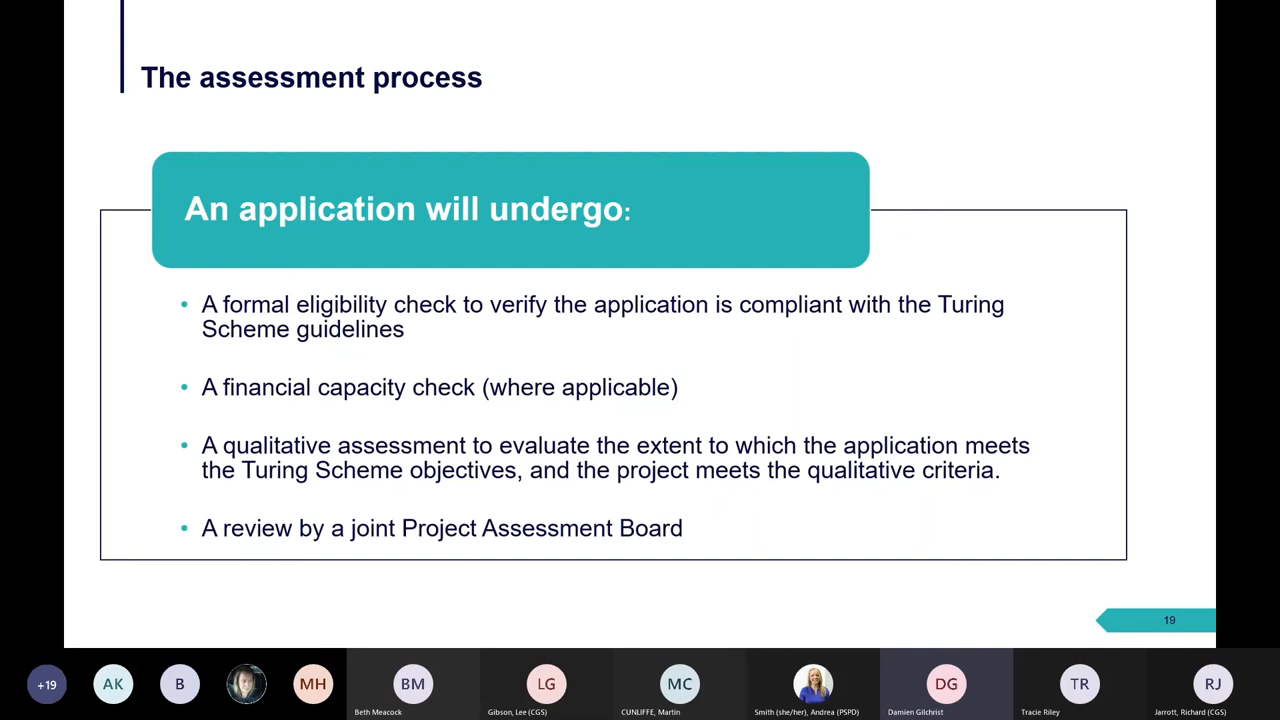 The assessment process
An application will undergo:
• A formal eligibility check to verify the application is compliant with the Turing
Scheme guidelines
• A financial capacity check (where applicable)
• A qualitative assessment to evaluate the extent to which the application meets
the Turing Scheme objectives, and the project meets the qualitative criteria.
• A review by a joint Project Assessment Board
19
+19 AK B MH BM LG MC DG TR RJ
Beth Meacock Gibson, Lee (CGS) CUNLIFFE, Martin Smith (she/her), Andrea (PSPD) Damien Gilchrist Tracie Riley Jarrott, Richard (CGS)